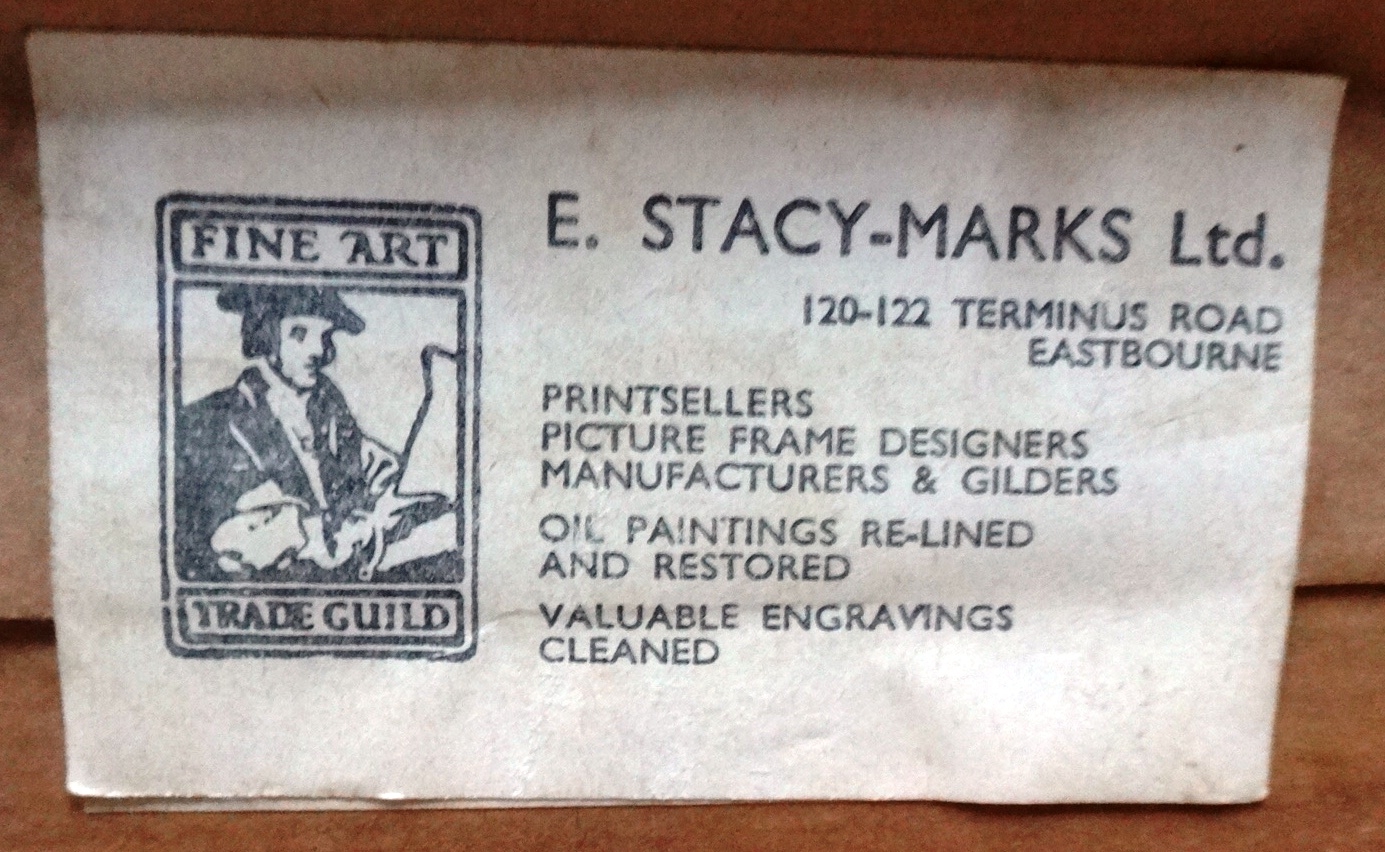 FINE ART
TRADE GUILD
E. STACY-MARKS Ltd.
120-122 TERMINUS ROAD
EASTBOURNE
PRINTSELLERS
PICTURE FRAME DESIGNERS
MANUFACTURERS & GILDERS
OIL PAINTINGS RE-LINED
AND RESTORED
VALUABLE ENGRAVINGS
CLEANED